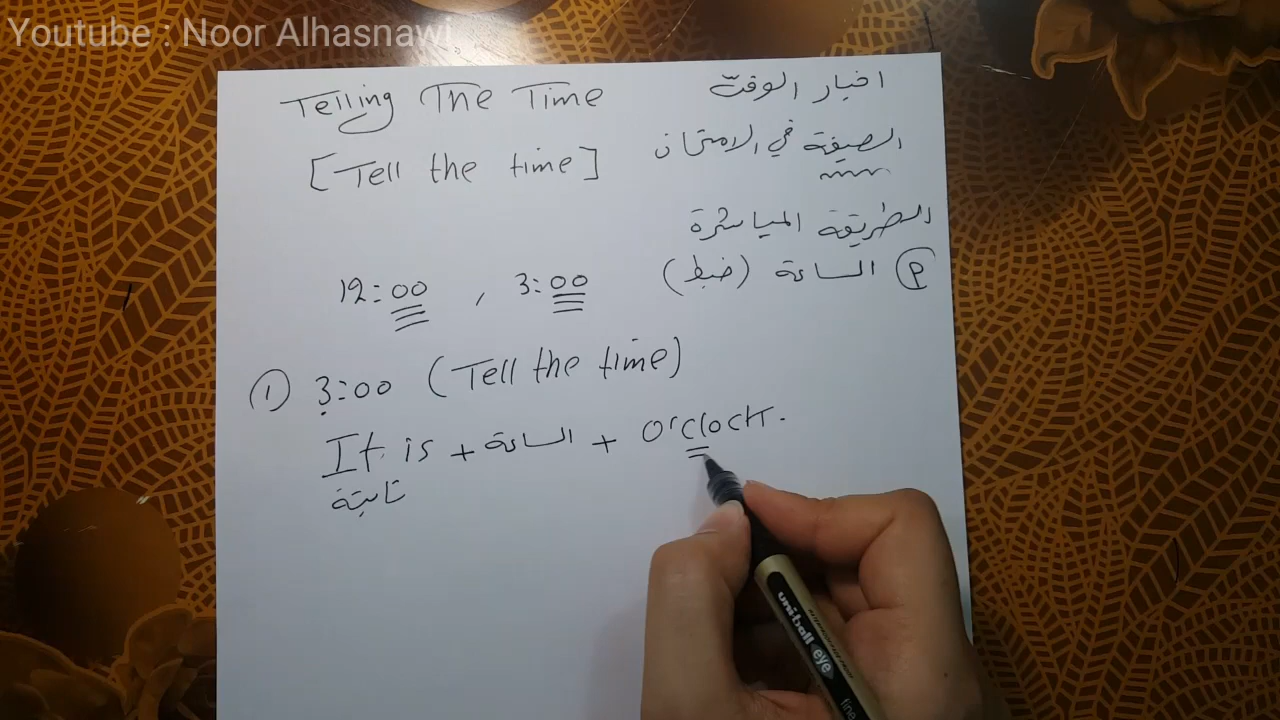 Youtube : Noor Alhasnawi
Telling The Time اخبار الوقت
[Tell the time] الصيغة في الامتحان
الطريقة المباشرة
12:00 , 3:00 (ضبط) الساعة م
① 3:00 (Tell the time)
It is + الساعة + O'clock.
ثابتة
uniball eye
fine